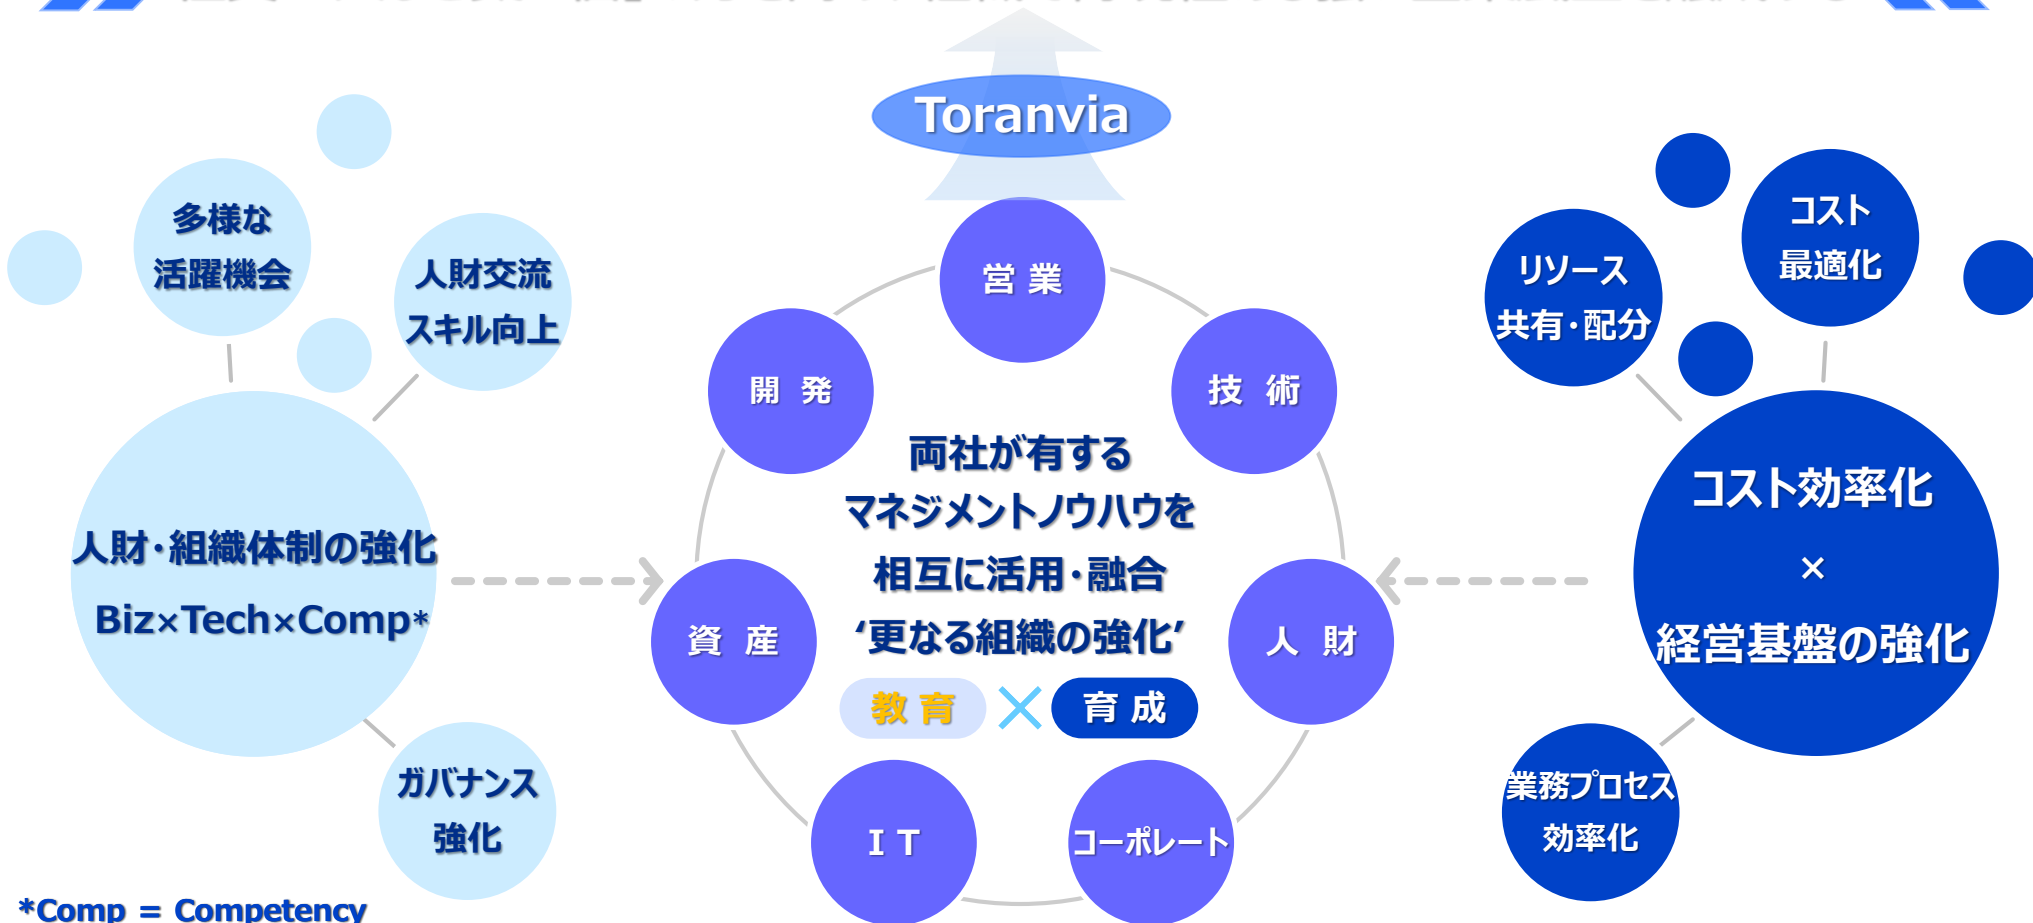 Toranvia
多様な
活躍機会
人財交流
スキル向上
人財・組織体制の強化
Biz×Tech×Comp*
ガバナンス
強化
*Comp = Competency
営 業
開 発
技 術
資 産
人 財
I T
コーポレート
両社が有する
マネジメントノウハウを
相互に活用・融合
‘更なる組織の強化’
教 育
育 成
リソース
共有・配分
コスト
最適化
コスト効率化
×
経営基盤の強化
業務プロセス
効率化